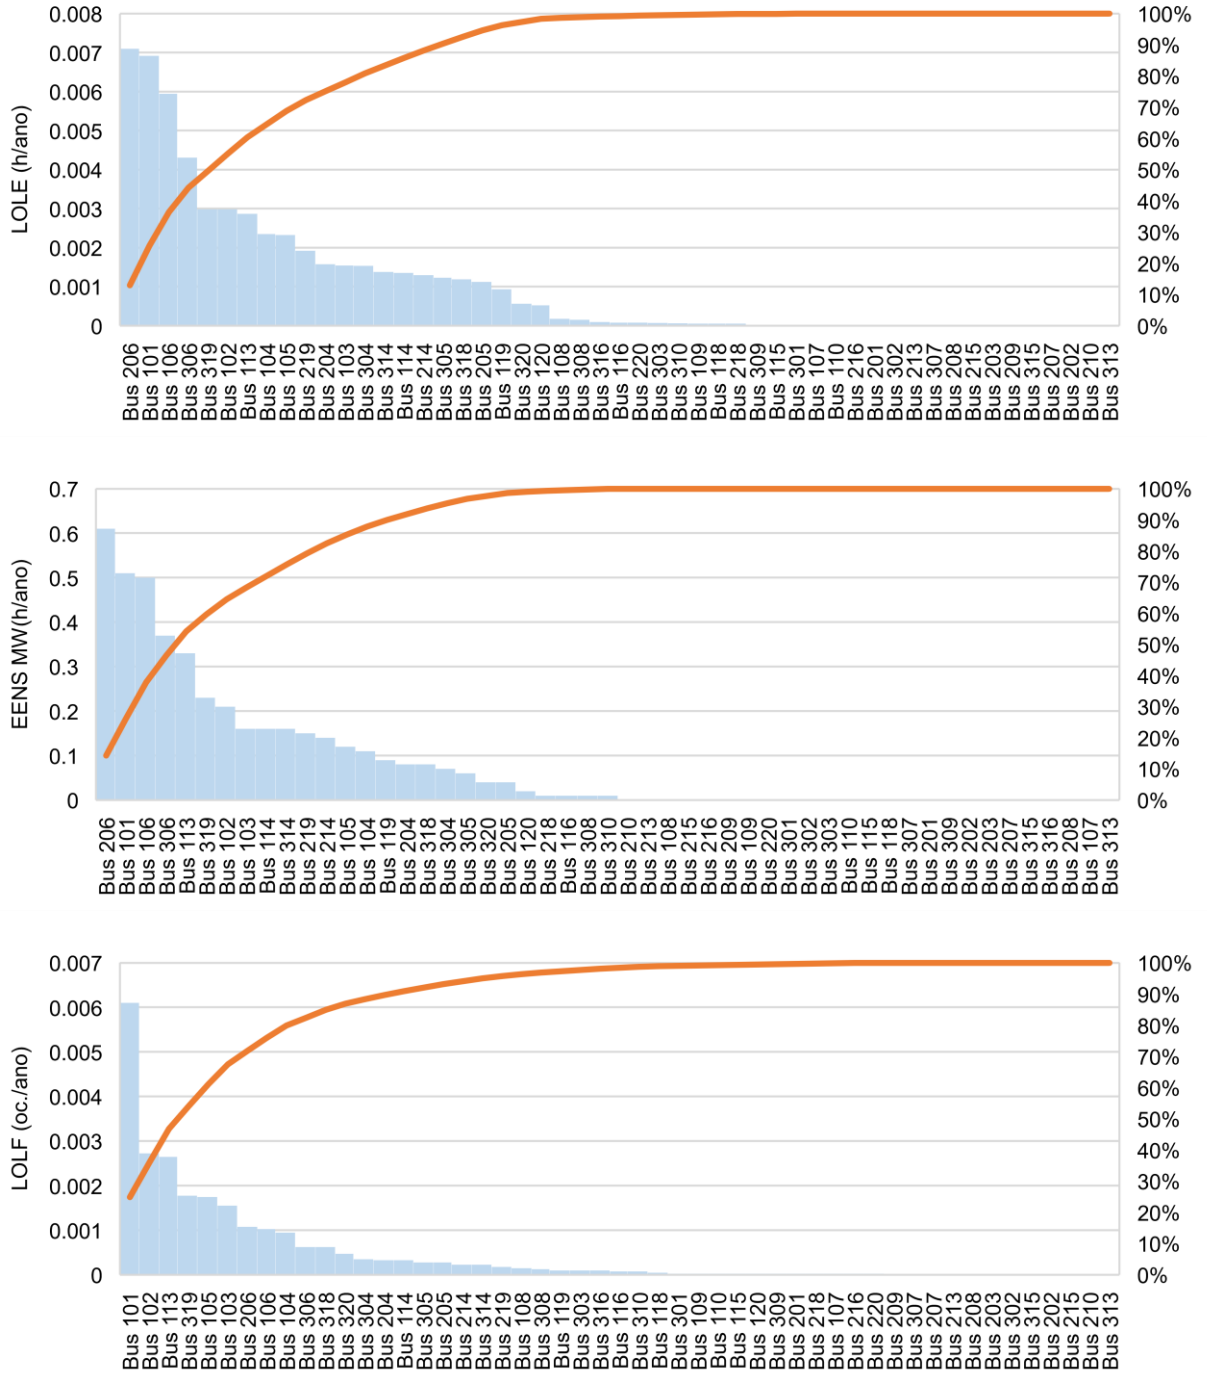 LOLE (h/ano)
0.008
0.007
0.006
0.005
0.004
0.003
0.002
0.001
0
100%
90%
80%
70%
60%
50%
40%
30%
20%
10%
0%
Bus 206
Bus 101
Bus 106
Bus 306
Bus 319
Bus 102
Bus 113
Bus 104
Bus 105
Bus 219
Bus 204
Bus 103
Bus 304
Bus 314
Bus 114
Bus 214
Bus 305
Bus 318
Bus 205
Bus 119
Bus 320
Bus 120
Bus 108
Bus 308
Bus 316
Bus 116
Bus 220
Bus 303
Bus 310
Bus 109
Bus 118
Bus 218
Bus 309
Bus 115
Bus 301
Bus 107
Bus 110
Bus 216
Bus 201
Bus 302
Bus 213
Bus 307
Bus 208
Bus 215
Bus 203
Bus 209
Bus 315
Bus 207
Bus 202
Bus 210
Bus 313
EENS MW(h/ano)
0.7
0.6
0.5
0.4
0.3
0.2
0.1
0
100%
90%
80%
70%
60%
50%
40%
30%
20%
10%
0%
Bus 206
Bus 101
Bus 106
Bus 306
Bus 113
Bus 319
Bus 102
Bus 103
Bus 114
Bus 314
Bus 219
Bus 214
Bus 105
Bus 104
Bus 119
Bus 204
Bus 318
Bus 304
Bus 305
Bus 320
Bus 205
Bus 120
Bus 218
Bus 116
Bus 308
Bus 310
Bus 210
Bus 213
Bus 108
Bus 215
Bus 216
Bus 209
Bus 109
Bus 220
Bus 301
Bus 302
Bus 303
Bus 110
Bus 115
Bus 118
Bus 307
Bus 201
Bus 309
Bus 202
Bus 203
Bus 207
Bus 315
Bus 316
Bus 208
Bus 107
Bus 313
LOLF (oc./ano)
0.007
0.006
0.005
0.004
0.003
0.002
0.001
0
100%
90%
80%
70%
60%
50%
40%
30%
20%
10%
0%
Bus 101
Bus 102
Bus 113
Bus 319
Bus 105
Bus 103
Bus 206
Bus 106
Bus 104
Bus 306
Bus 318
Bus 320
Bus 304
Bus 204
Bus 114
Bus 305
Bus 205
Bus 214
Bus 314
Bus 219
Bus 108
Bus 308
Bus 119
Bus 303
Bus 316
Bus 116
Bus 310
Bus 118
Bus 301
Bus 109
Bus 110
Bus 115
Bus 120
Bus 309
Bus 201
Bus 218
Bus 107
Bus 216
Bus 220
Bus 209
Bus 307
Bus 207
Bus 213
Bus 208
Bus 203
Bus 302
Bus 315
Bus 202
Bus 215
Bus 210
Bus 313